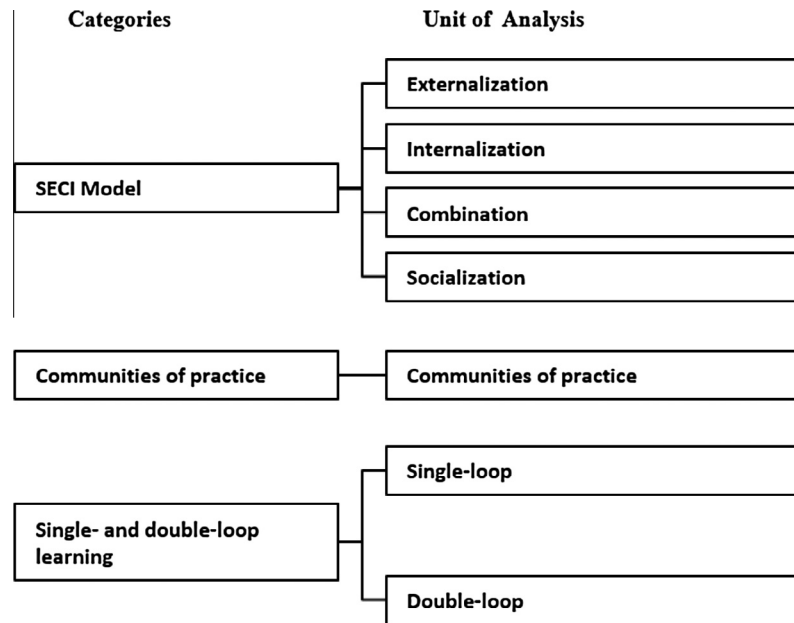 Categories
Unit of Analysis
SECI Model
Externalization
Internalization
Combination
Socialization
Communities of practice
Communities of practice
Single- and double-loop
learning
Single-loop
Double-loop